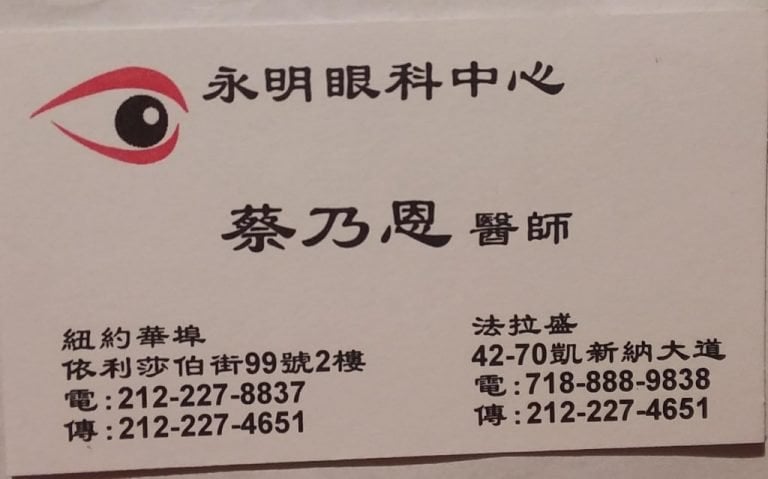 永明眼科中心
蔡乃恩 醫師
紐約華埠
依利莎伯街99號2樓
電:212-227-8837
傳:212-227-4651
法拉盛
42-70凱新納大道
電:718-888-9838
傳:212-227-4651